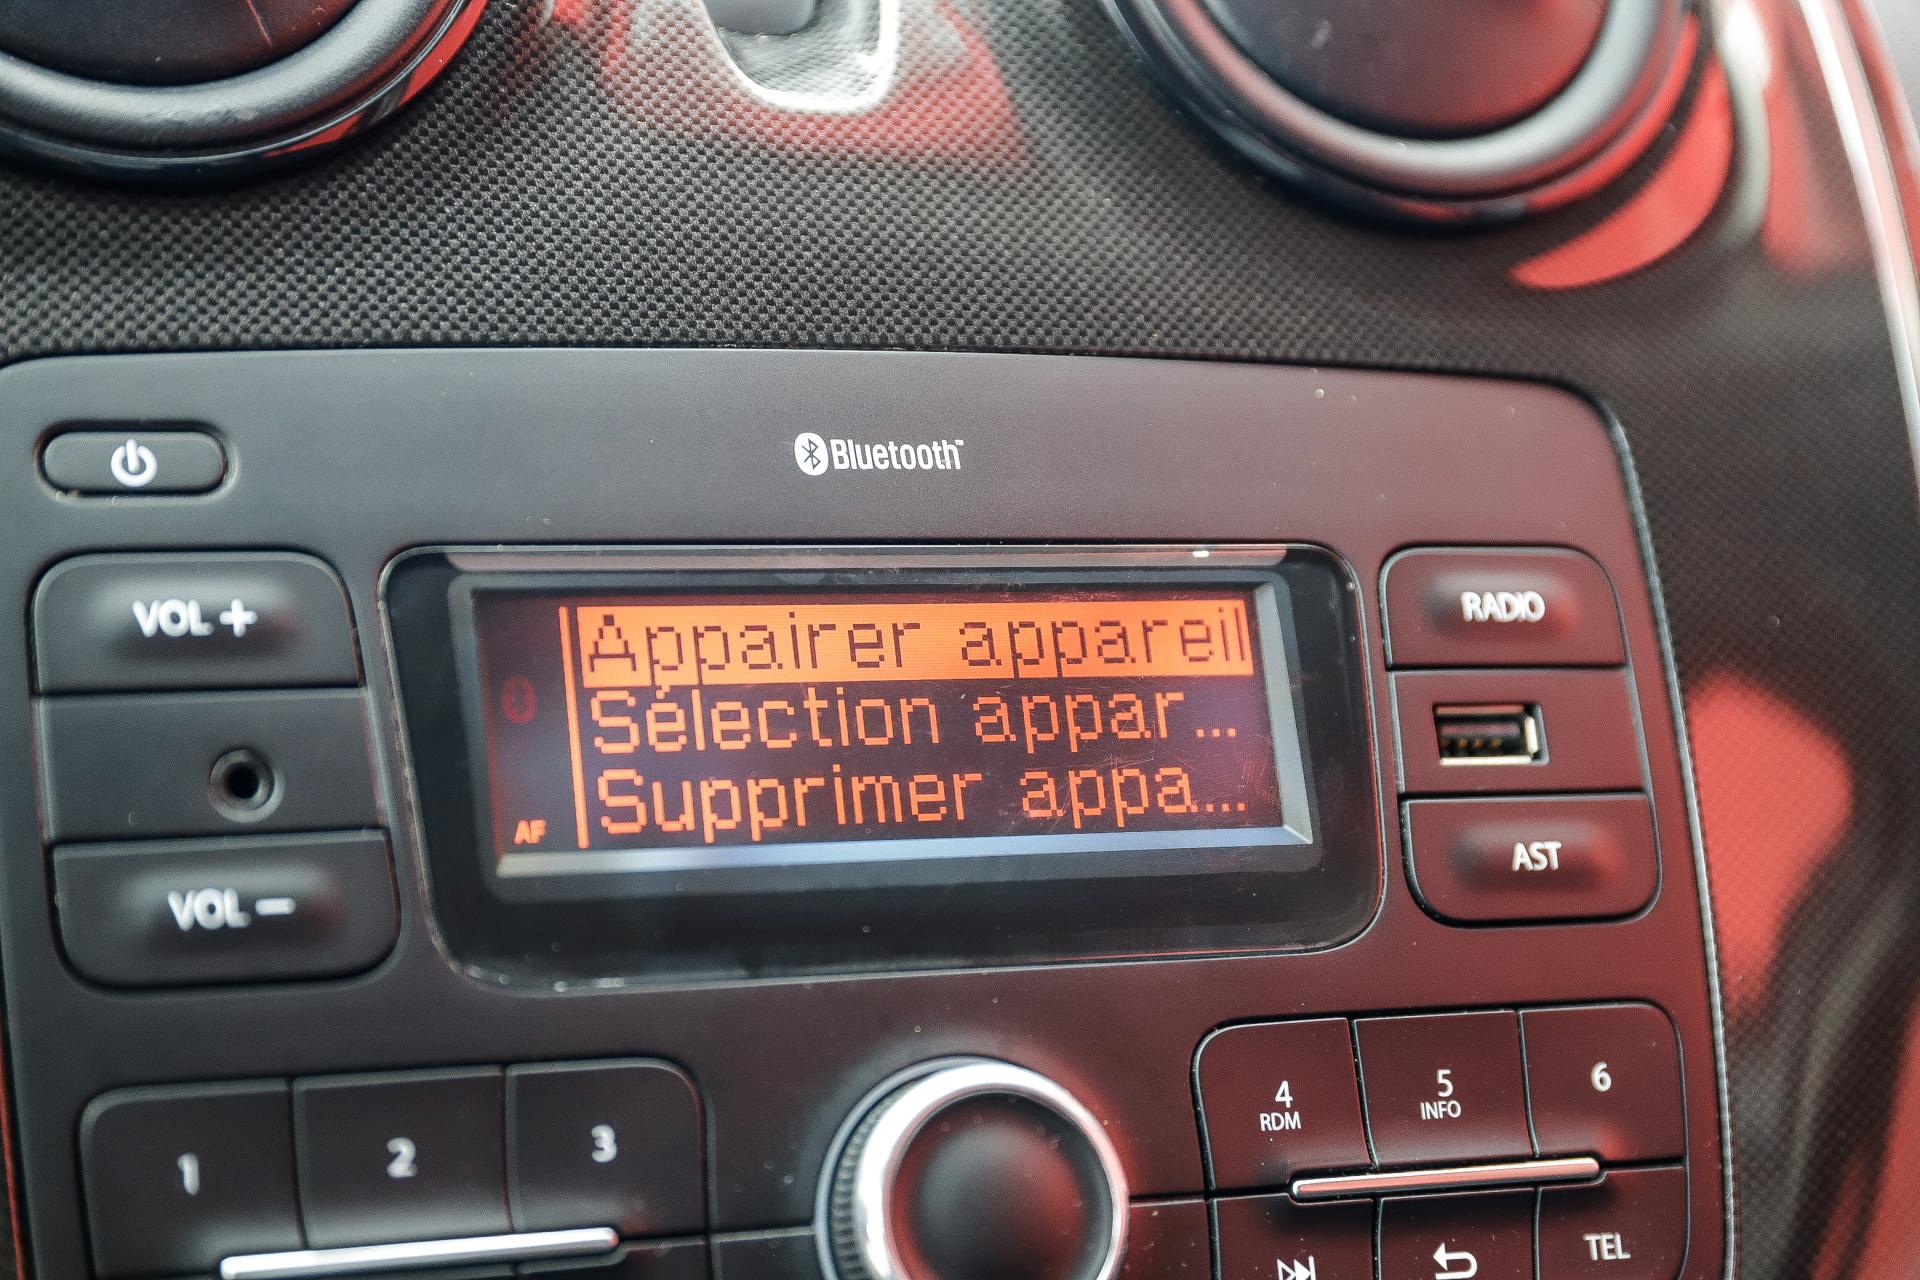 Bluetooth™
VOL +
Appairer appareil
Sélection appar...
Supprimer appa...
AF
RADIO
AST
VOL −
1
2
3
4
RDM
5
INFO
6
TEL